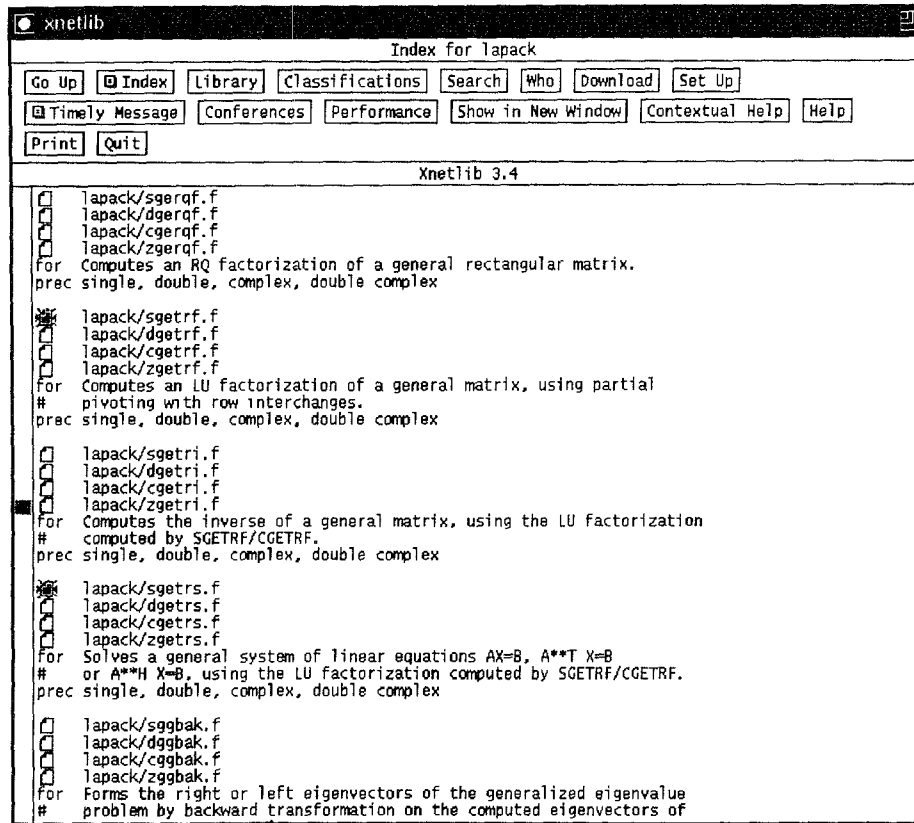 xnetlib
Index for lapack
Go Up Index Library Classifications Search Who Download Set Up
Timely Message Conferences Performance Show in New Window Contextual Help Help
Print Quit
Xnetlib 3.4
lapack/sgerqf.f
lapack/dgerqf.f
lapack/cgerqf.f
lapack/zgerqf.f
for Computes an RQ factorization of a general rectangular matrix.
prec single, double, complex, double complex
lapack/sgetrf.f
lapack/dgetrf.f
lapack/cgetrf.f
lapack/zgetrf.f
for Computes an LU factorization of a general matrix, using partial
# pivoting with row interchanges.
prec single, double, complex, double complex
lapack/sgetri.f
lapack/dgetri.f
lapack/cgetri.f
lapack/zgetri.f
for Computes the inverse of a general matrix, using the LU factorization
# computed by SGETRF/CGETRF.
prec single, double, complex, double complex
lapack/sgetrs.f
lapack/dgetrs.f
lapack/cgetrs.f
lapack/zgetrs.f
for Solves a general system of linear equations AX=B, A**T X=B
# or A**H X=B, using the LU factorization computed by SGETRF/CGETRF.
prec single, double, complex, double complex
lapack/sggbak.f
lapack/dggbak.f
lapack/cggbak.f
lapack/zggbak.f
for Forms the right or left eigenvectors of the generalized eigenvalue
# problem by backward transformation on the computed eigenvectors of